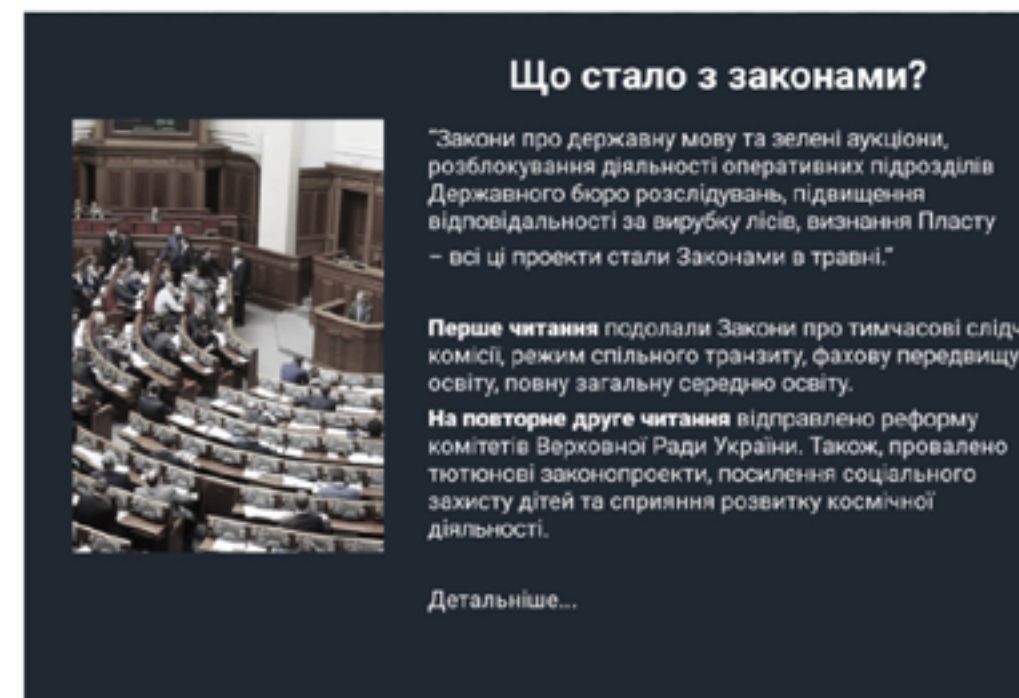 Що стало з законами?
“Закони про державну мову та зелені аукціони,
розблокування діяльності оперативних підрозділів
Державного бюро розслідувань, підвищення
відповідальності за вирубку лісів, визнання Пласту
– всі ці проекти стали Законами в травні.”
Перше читання подолали Закони про тимчасові слідч
комісії, режим спільного транзиту, фахову передвищу
освіту, повну загальну середню освіту.
На повторне друге читання відправлено реформу
комітетів Верховної Ради України. Також, провалено
тютюнові законопроекти, посилення соціального
захисту дітей та сприяння розвитку космічної
діяльності.
Детальніше...